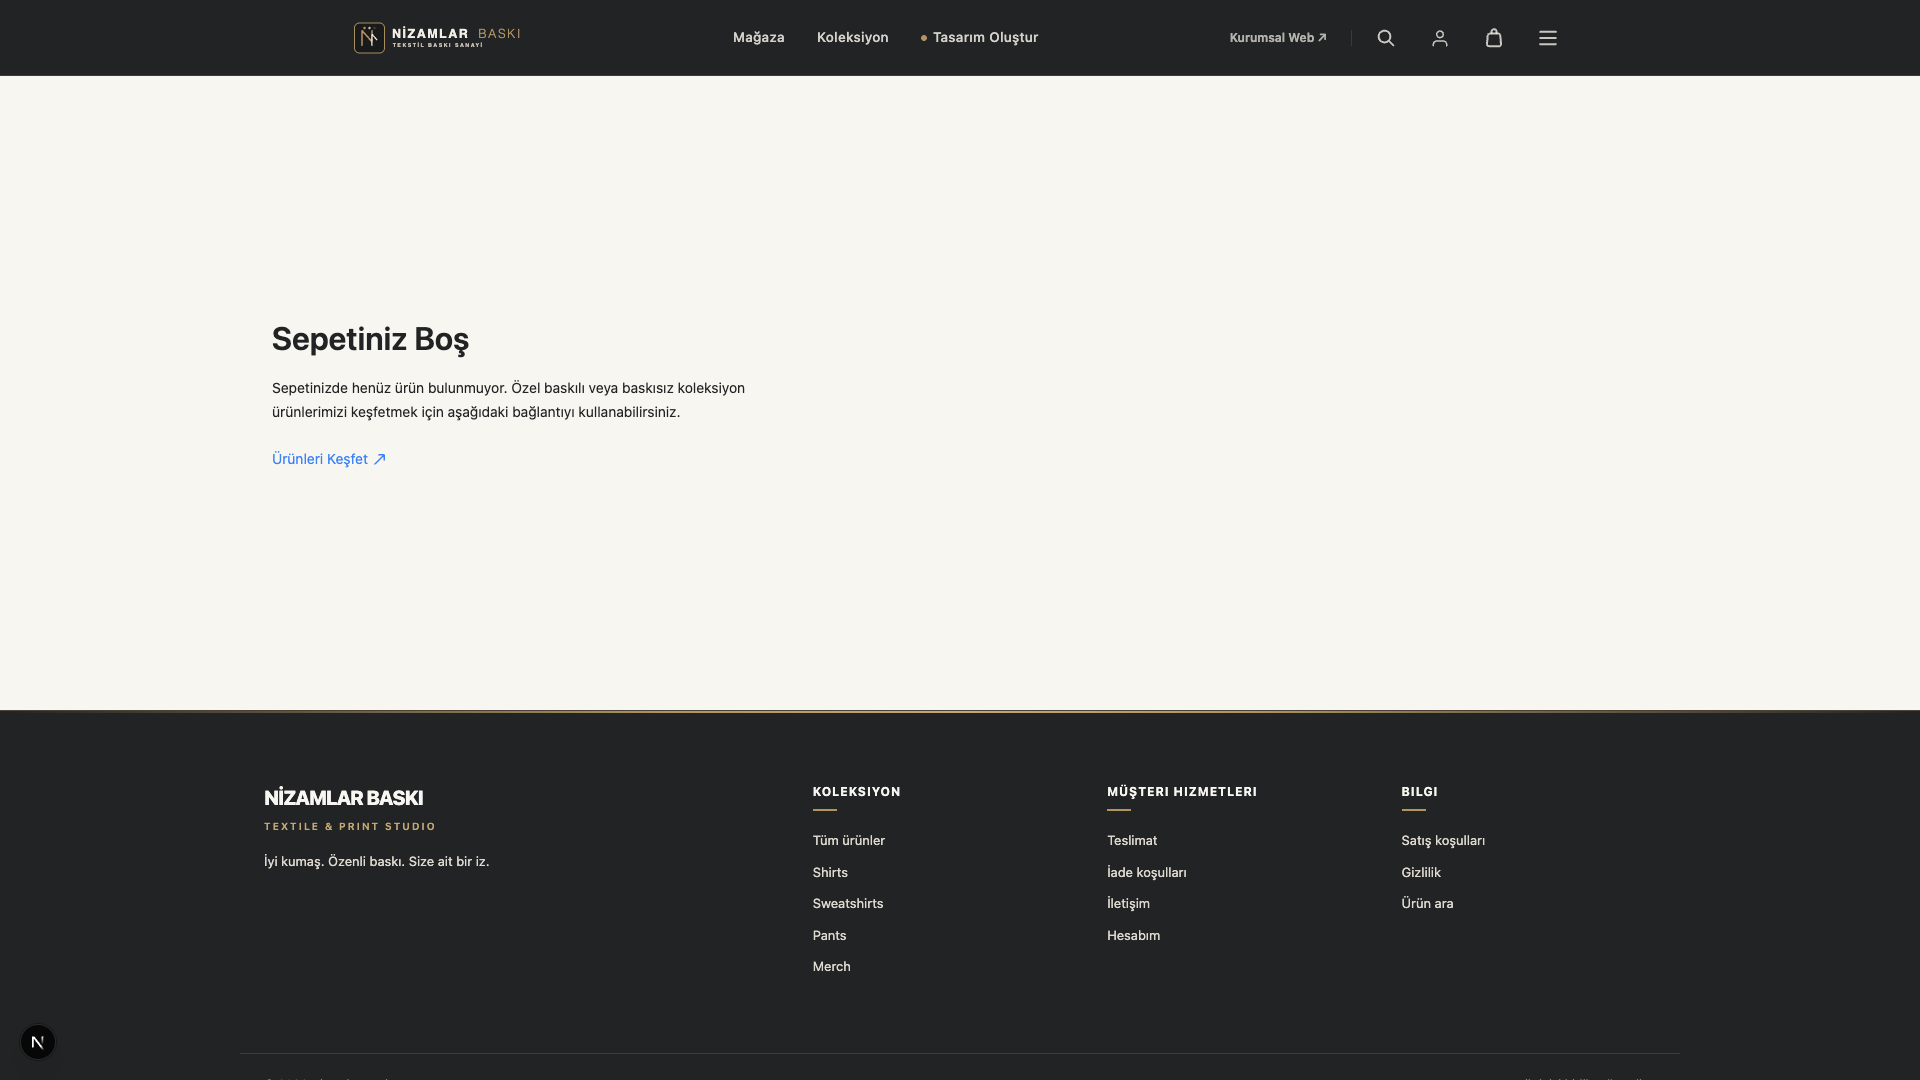 NİZAMLAR BASKI
TEKSTİL BASKI SANAYİ
Mağaza
Koleksiyon
Tasarım Oluştur
Kurumsal Web
Sepetiniz Boş
Sepetinizde henüz ürün bulunmuyor. Özel baskılı veya baskısız koleksiyon
ürünlerimizi keşfetmek için aşağıdaki bağlantıyı kullanabilirsiniz.
Ürünleri Keşfet
NİZAMLAR BASKI
TEXTILE & PRINT STUDIO
İyi kumaş. Özenli baskı. Size ait bir iz.
KOLEKSIYON
Tüm ürünler
Shirts
Sweatshirts
Pants
Merch
MÜŞTERI HIZMETLERI
Teslimat
İade koşulları
İletişim
Hesabım
BILGI
Satış koşulları
Gizlilik
Ürün ara
N